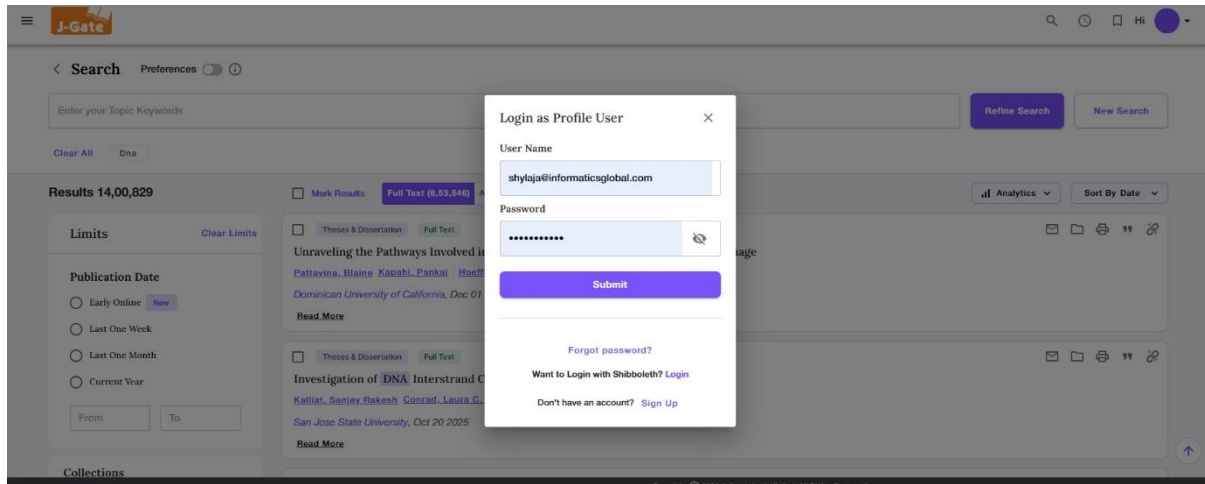 J-Gate
Hi
Search Preferences
Enter your Topic Keywords
Refine Search
New Search
Clear All Dna
Results 14,00,829
Mark Results
Full Text (6,53,546)
Analytics
Sort By Date
Limits
Clear Limits
Publication Date
Early Online New
Last One Week
Last One Month
Current Year
From To
Collections
Theses & Dissertation Full Text
Unraveling the Pathways Involved
Pattavina, Blaine Kapahi, Pankaj
Dominican University of California, Dec 01
Read More
Theses & Dissertation Full Text
Investigation of DNA Interstrand
Kalliat, Sanjay Rakesh Conrad, Laura C.
San Jose State University, Oct 20 2025
Read More
Login as Profile User
User Name
shylaja@informaticsglobal.com
Password
•••••••••••
Submit
Forgot password?
Want to Login with Shibboleth? Login
Don't have an account? Sign Up